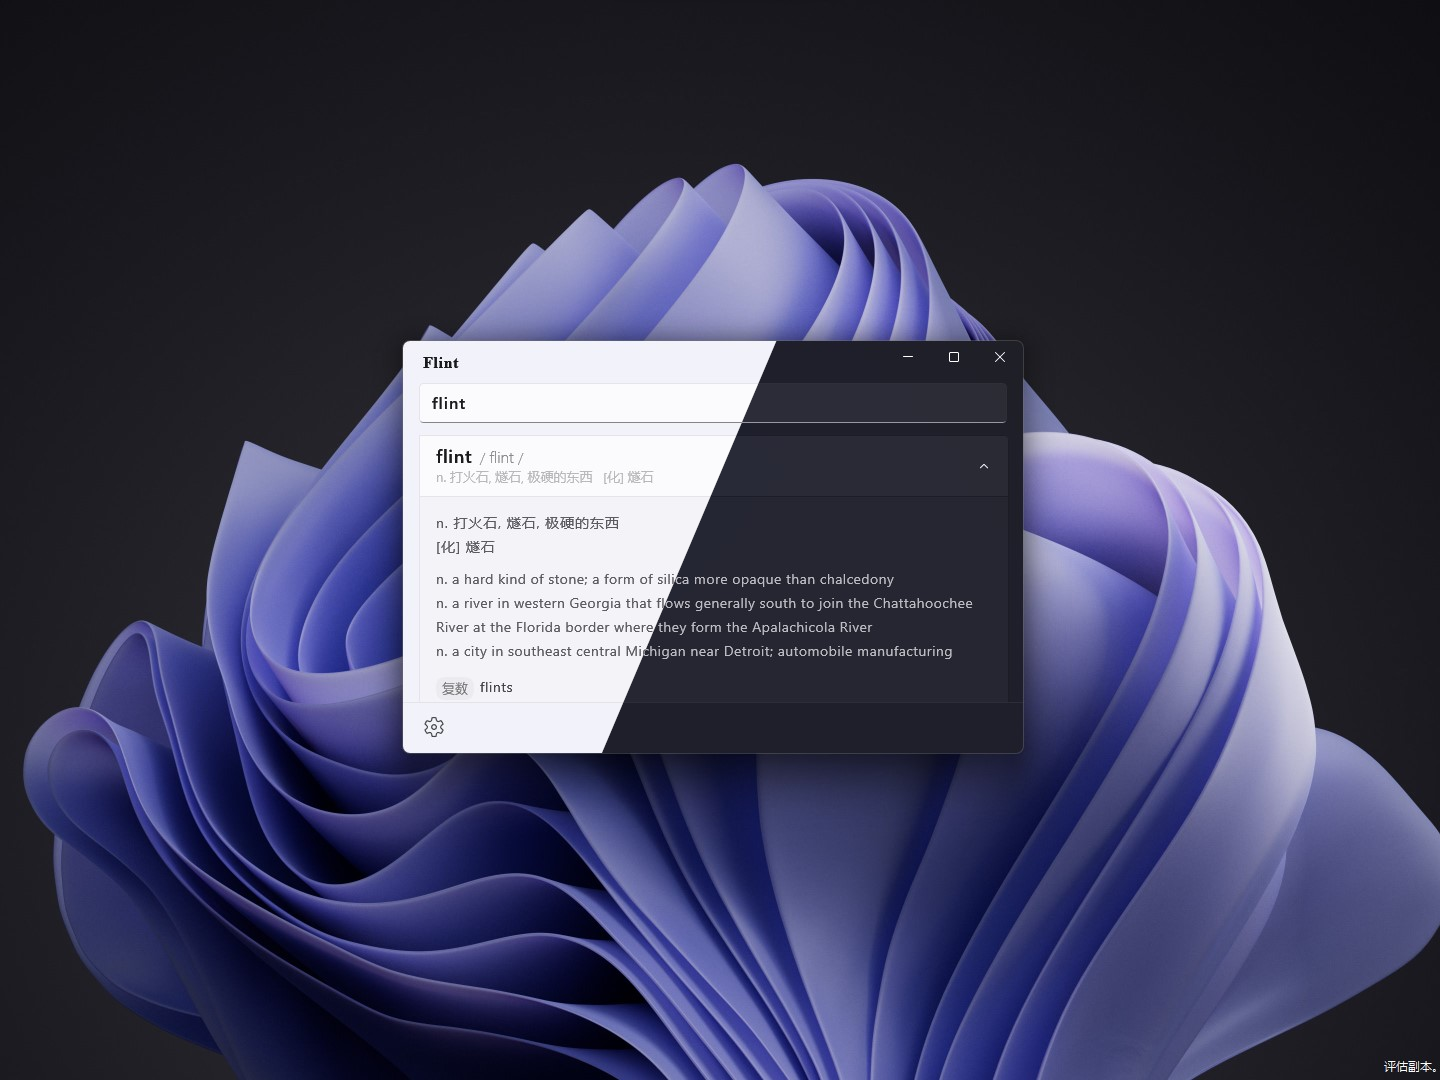 Flint
flint
flint / flint /
n. 打火石, 燧石, 极硬的东西 [化] 燧石
n. 打火石, 燧石, 极硬的东西
[化] 燧石
n. a hard kind of stone; a form of silica more opaque than chalcedony
n. a river in western Georgia that flows generally south to join the Chattahoochee
River at the Florida border where they form the Apalachicola River
n. a city in southeast central Michigan near Detroit; automobile manufacturing
复数 flints
评估副本。